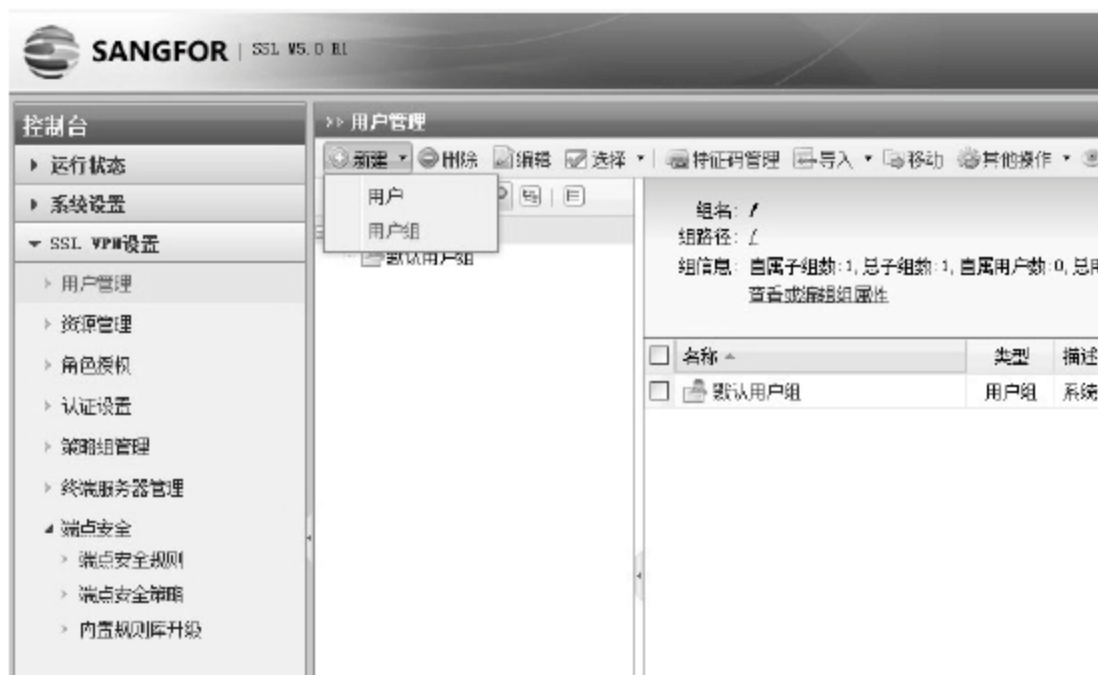 SANGFOR | SSL M5.0 R1
控制台
运行状态
系统设置
SSL VPN设置
用户管理
资源管理
角色授权
认证设置
策略组管理
终端服务器管理
端点安全
端点安全规则
端点安全策略
内置规则库升级
>> 用户管理
新建 删除 编辑 选择 特征码管理 导入 移动 其他操作
用户
用户组
默认用户组
组名: /
组路径: /
组信息: 直属子组数:1, 总子组数:1, 直属用户数:0, 总用
查看或编辑组属性
名称 类型 描述
默认用户组 用户组 系统